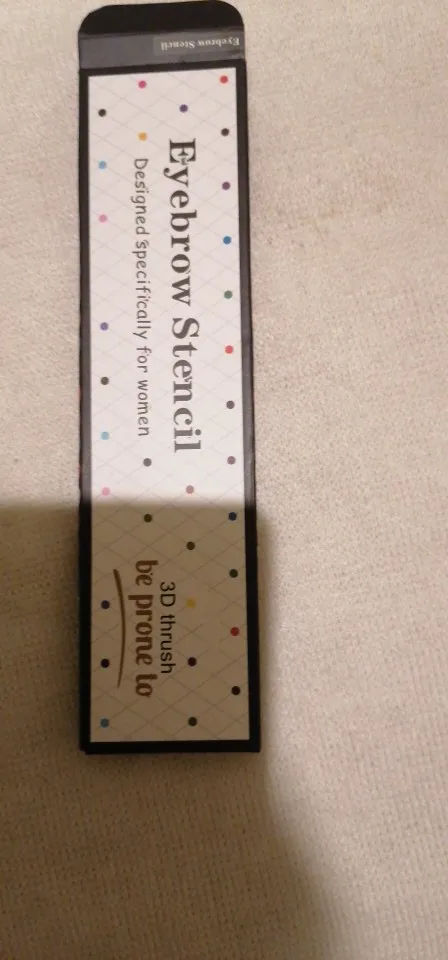 Eyebrow Stencil
Eyebrow Stencil
Designed specifically for women
3D thrush
be prone to